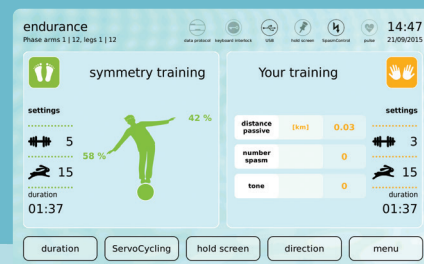 endurance
Phase arms 1 | 12, legs 1 | 12
data protocol keyboard interlock USB hold screen SpasmControl pulse
14:47
21/09/2015
symmetry training
settings
5
15
duration
01:37
42 %
58 %
Your training
distance passive [km] 0.03
number spasm 0
tone 0
settings
3
15
duration
01:37
duration ServoCycling hold screen direction menu